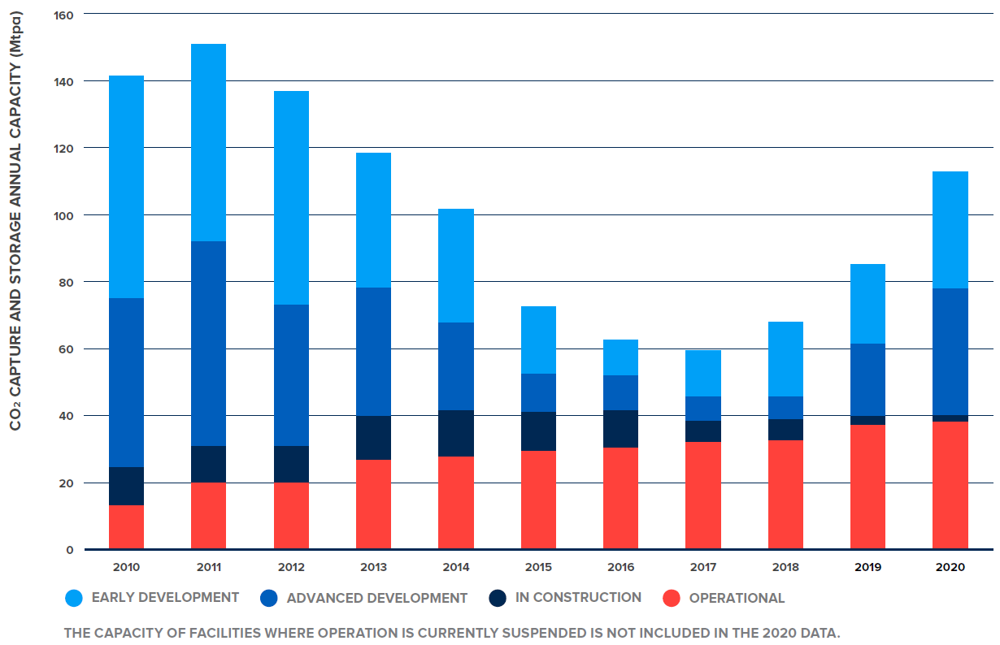 CO₂ CAPTURE AND STORAGE ANNUAL CAPACITY (Mtpa)
160
140
120
100
80
60
40
20
0
2010 2011 2012 2013 2014 2015 2016 2017 2018 2019 2020
EARLY DEVELOPMENT ADVANCED DEVELOPMENT IN CONSTRUCTION OPERATIONAL
THE CAPACITY OF FACILITIES WHERE OPERATION IS CURRENTLY SUSPENDED IS NOT INCLUDED IN THE 2020 DATA.